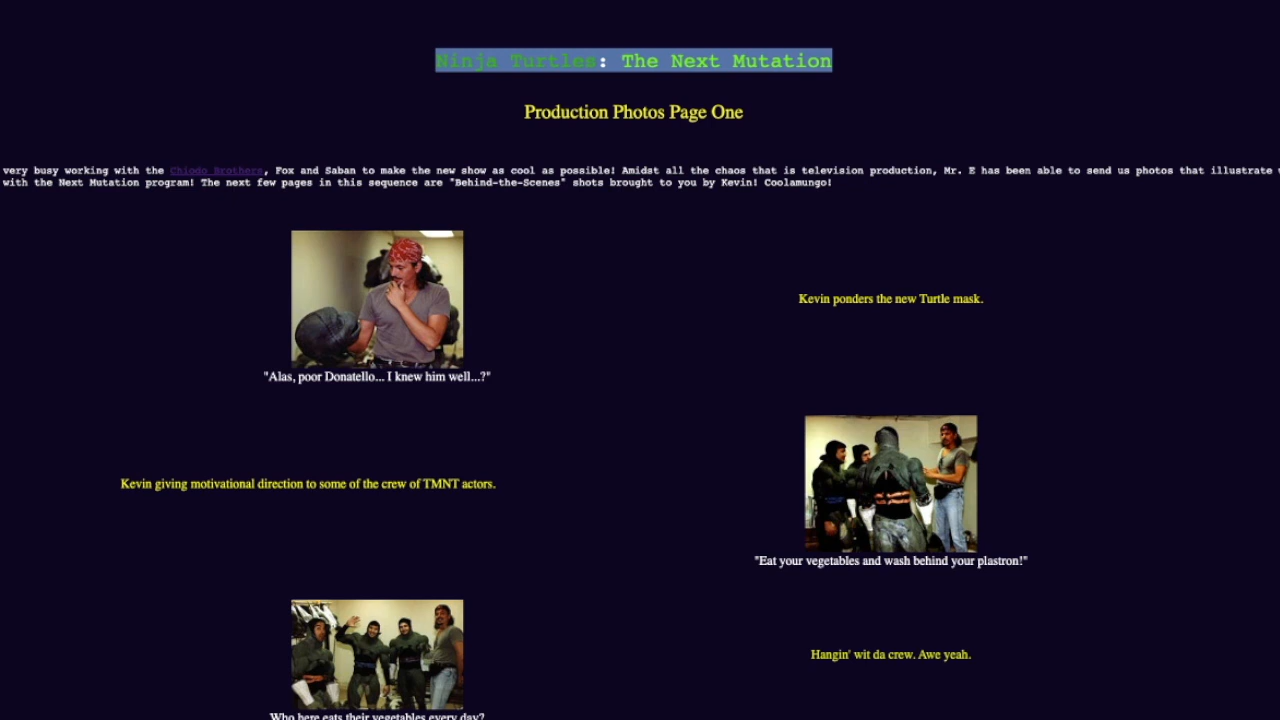 Ninja Turtles: The Next Mutation
Production Photos Page One
very busy working with the Chiodo Brothers, Fox and Saban to make the new show as cool as possible! Amidst all the chaos that is television production, Mr. E has been able to send us photos that illustrate
with the Next Mutation program! The next few pages in this sequence are "Behind-the-Scenes" shots brought to you by Kevin! Coolamungo!
Kevin ponders the new Turtle mask.
"Alas, poor Donatello... I knew him well...?"
Kevin giving motivational direction to some of the crew of TMNT actors.
"Eat your vegetables and wash behind your plastron!"
Hangin' wit da crew. Awe yeah.
Who here eats their vegetables every day?